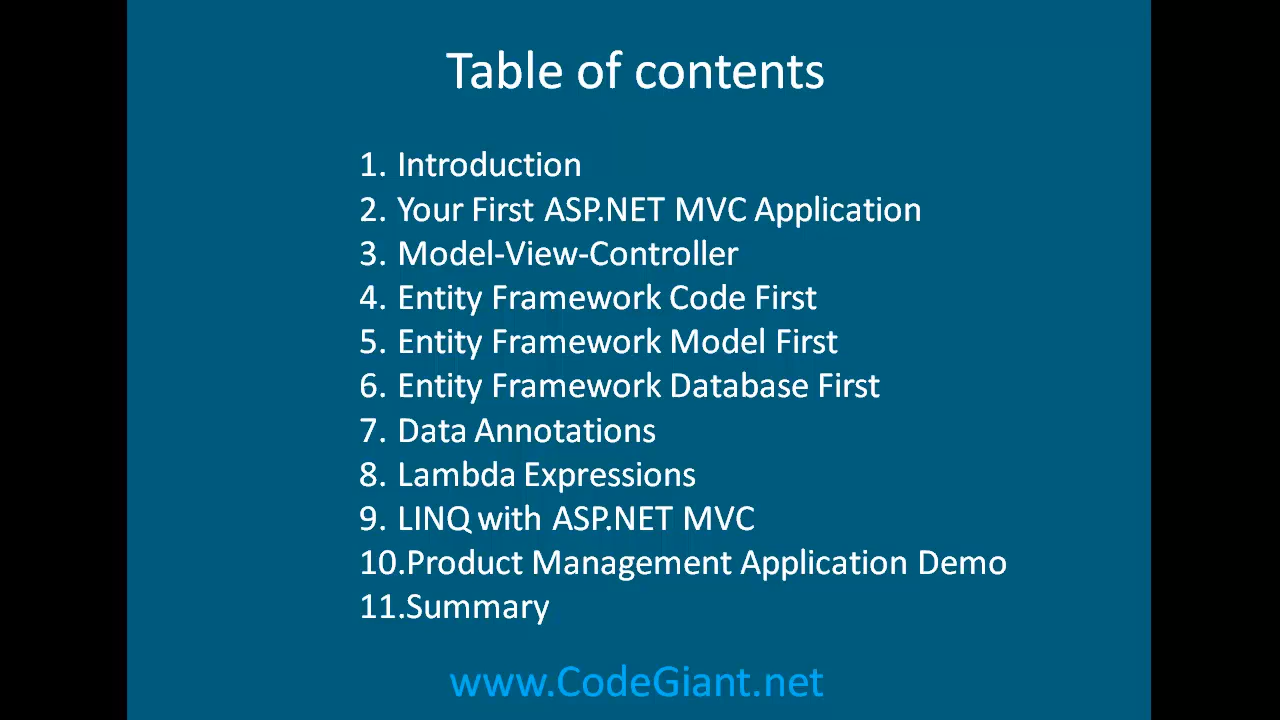 Table of contents
1. Introduction
2. Your First ASP.NET MVC Application
3. Model-View-Controller
4. Entity Framework Code First
5. Entity Framework Model First
6. Entity Framework Database First
7. Data Annotations
8. Lambda Expressions
9. LINQ with ASP.NET MVC
10.Product Management Application Demo
11.Summary
www.CodeGiant.net